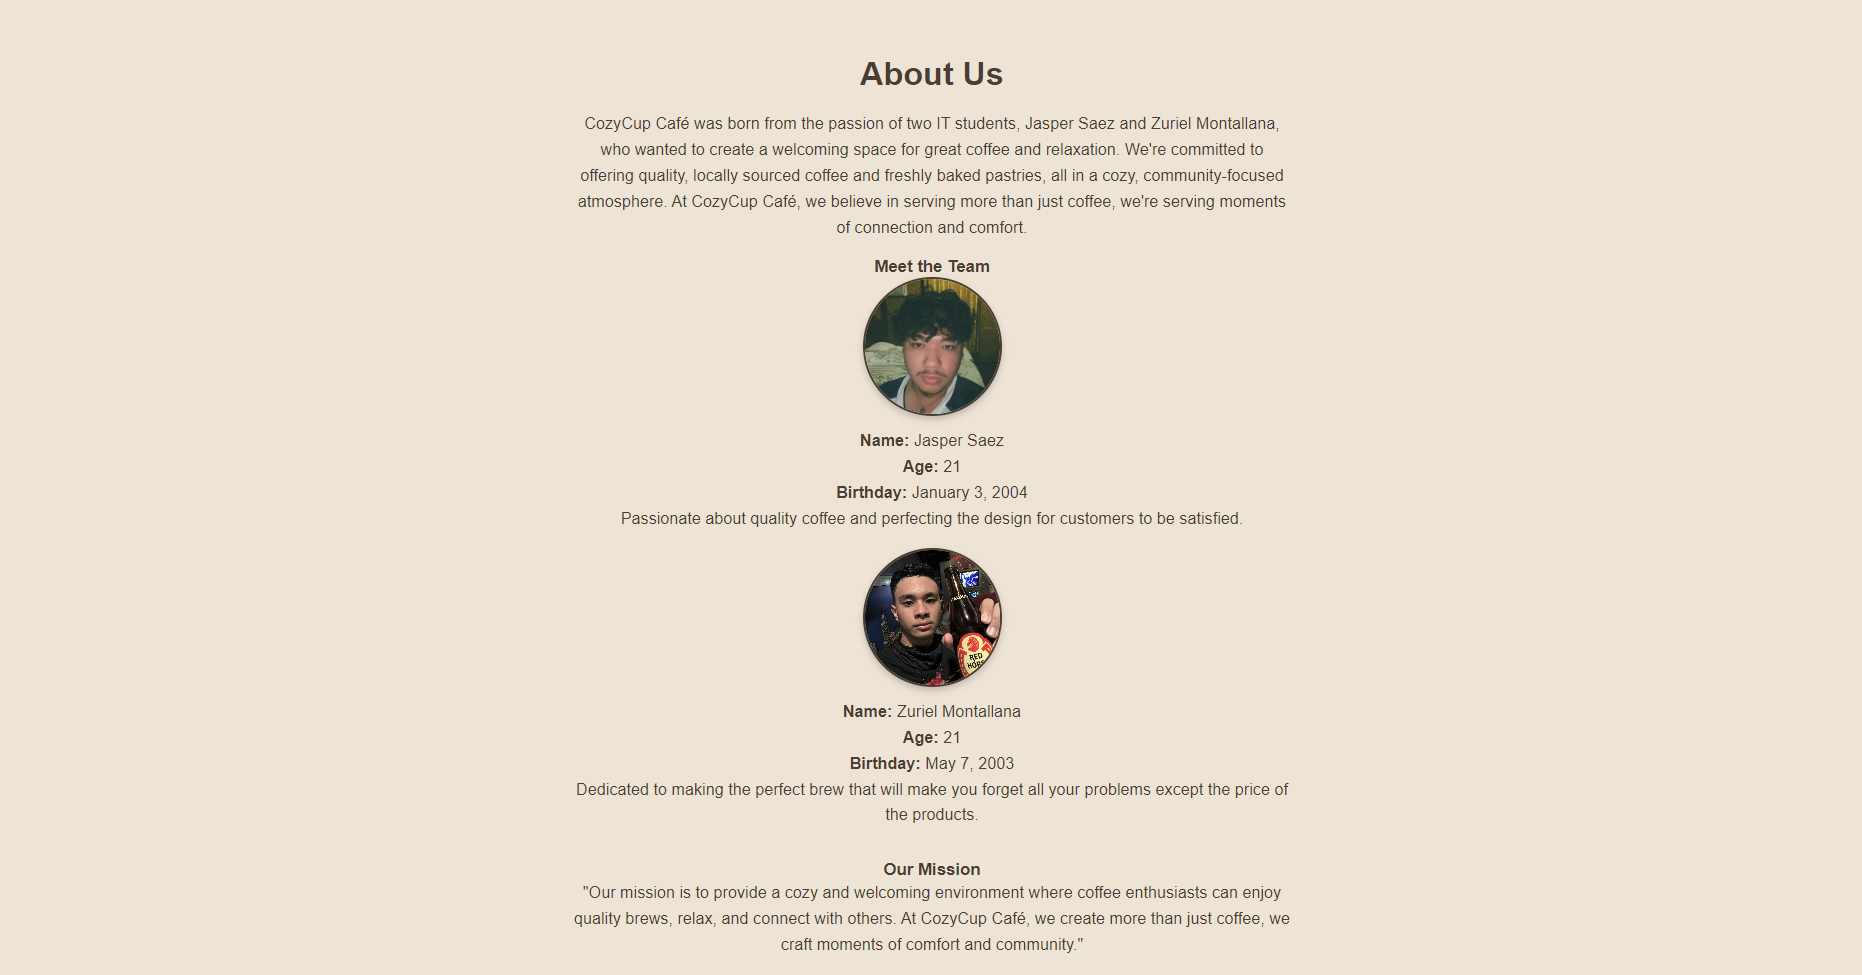 About Us
CozyCup Café was born from the passion of two IT students, Jasper Saez and Zuriel Montallana,
who wanted to create a welcoming space for great coffee and relaxation. We're committed to
offering quality, locally sourced coffee and freshly baked pastries, all in a cozy, community-focused
atmosphere. At CozyCup Café, we believe in serving more than just coffee, we're serving moments
of connection and comfort.
Meet the Team
Name: Jasper Saez
Age: 21
Birthday: January 3, 2004
Passionate about quality coffee and perfecting the design for customers to be satisfied.
RED
Name: Zuriel Montallana
Age: 21
Birthday: May 7, 2003
Dedicated to making the perfect brew that will make you forget all your problems except the price of
the products.
Our Mission
"Our mission is to provide a cozy and welcoming environment where coffee enthusiasts can enjoy
quality brews, relax, and connect with others. At CozyCup Café, we create more than just coffee, we
craft moments of comfort and community."